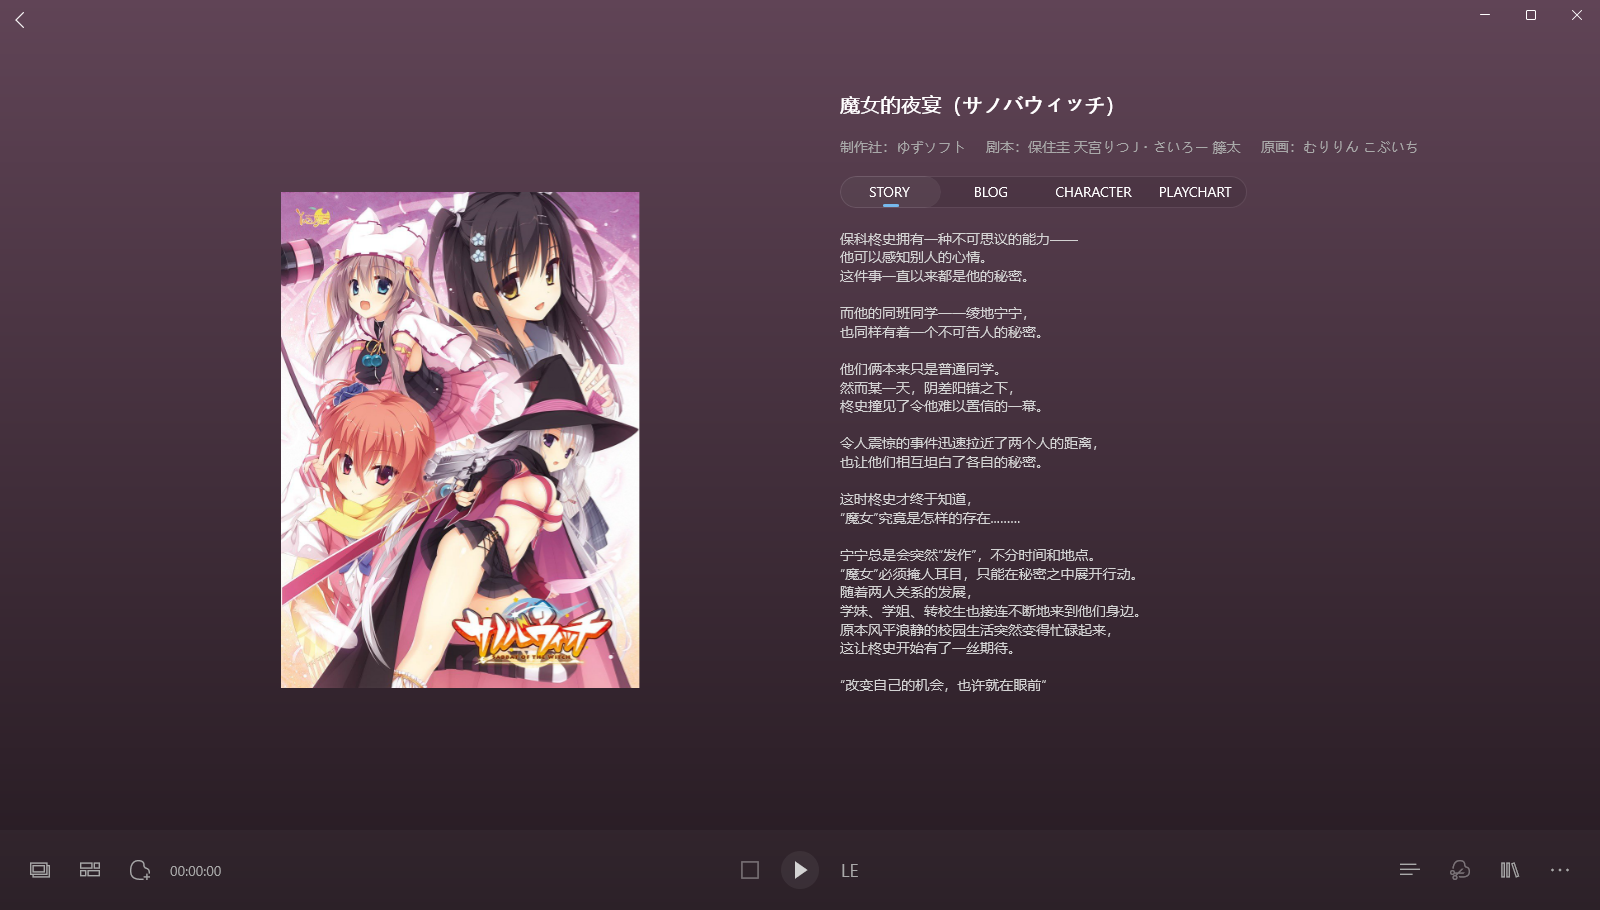 魔女的夜宴（サノバウィッチ）
制作社：ゆずソフト 剧本：保住圭 天宮りつ J・さいろー 籐太 原画：むりりん こぶいち
STORY BLOG CHARACTER PLAYCHART
保科柊史拥有一种不可思议的能力——
他可以感知别人的心情。
这件事一直以来都是他的秘密。
而他的同班同学——绫地宁宁，
也同样有着一个不可告人的秘密。
他们俩本来只是普通同学。
然而某一天，阴差阳错之下，
柊史撞见了令他难以置信的一幕。
令人震惊的事件迅速拉近了两个人的距离，
也让他们相互坦白了各自的秘密。
这时柊史才终于知道，
“魔女”究竟是怎样的存在………
宁宁总是会突然“发作”，不分时间和地点。
“魔女”必须掩人耳目，只能在秘密之中展开行动。
随着两人关系的发展，
学妹、学姐、转校生也接连不断地来到他们身边。
原本风平浪静的校园生活突然变得忙碌起来，
这让柊史开始有了一丝期待。
“改变自己的机会，也许就在眼前”
サノバウィッチ
SABBAT OF THE WITCH
00:00:00
LE